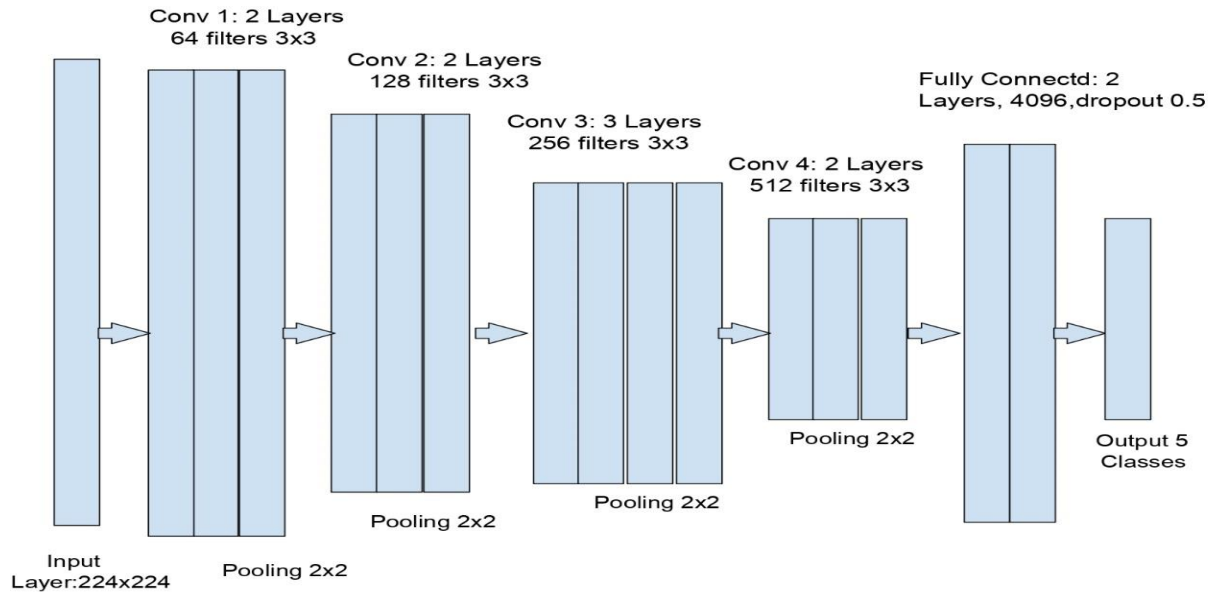 Conv 1: 2 Layers
64 filters 3x3
Conv 2: 2 Layers
128 filters 3x3
Conv 3: 3 Layers
256 filters 3x3
Conv 4: 2 Layers
512 filters 3x3
Fully Connectd: 2
Layers, 4096,dropout 0.5
Input
Layer:224x224
Pooling 2x2
Pooling 2x2
Pooling 2x2
Pooling 2x2
Output 5
Classes